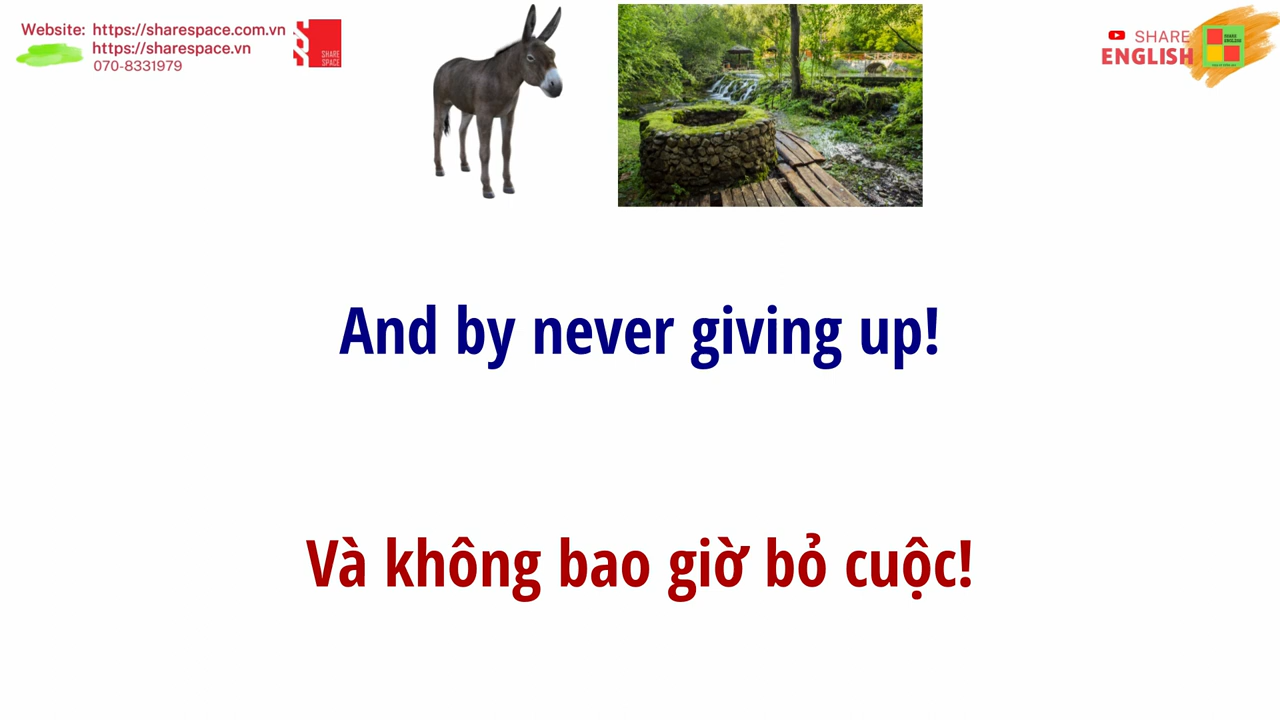 Website: https://sharespace.com.vn
https://sharespace.vn
070-8331979
SHARE
SPACE
SHARE
ENGLISH
And by never giving up!
Và không bao giờ bỏ cuộc!